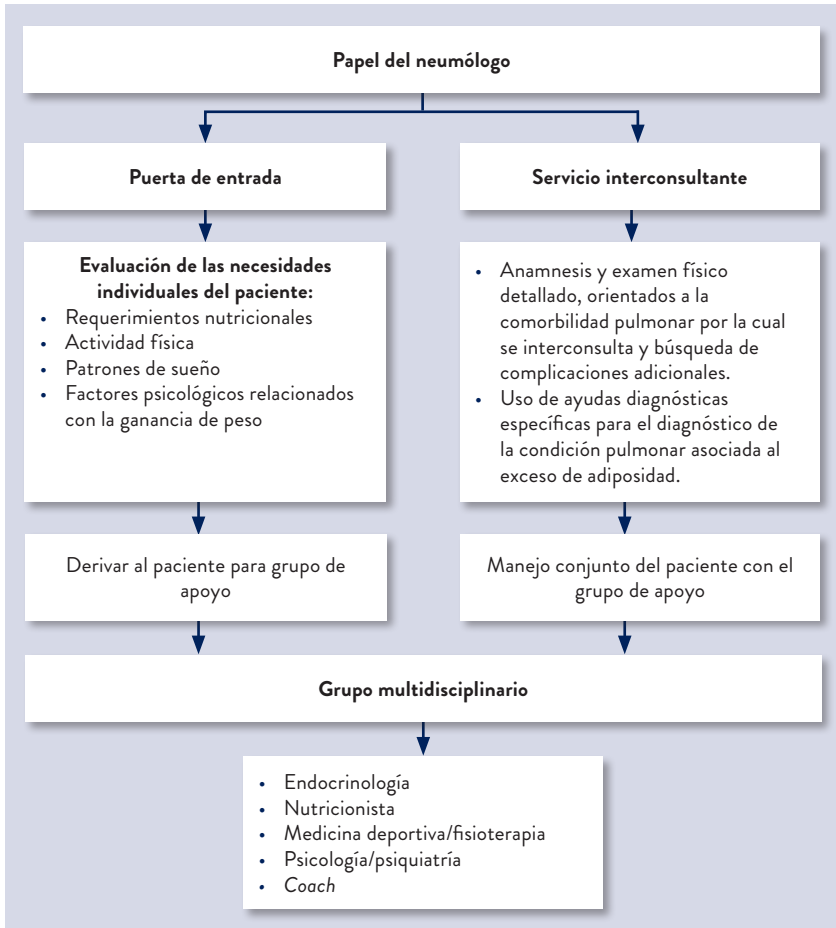 Papel del neumólogo
Puerta de entrada
Servicio interconsultante
Evaluación de las necesidades
individuales del paciente:
• Requerimientos nutricionales
• Actividad física
• Patrones de sueño
• Factores psicológicos relacionados
con la ganancia de peso
• Anamnesis y examen físico
detallado, orientados a la
comorbilidad pulmonar por la cual
se interconsulta y búsqueda de
complicaciones adicionales.
• Uso de ayudas diagnósticas
específicas para el diagnóstico de
la condición pulmonar asociada al
exceso de adiposidad.
Derivar al paciente para grupo de
apoyo
Manejo conjunto del paciente con el
grupo de apoyo
Grupo multidisciplinario
• Endocrinología
• Nutricionista
• Medicina deportiva/fisioterapia
• Psicología/psiquiatría
• Coach